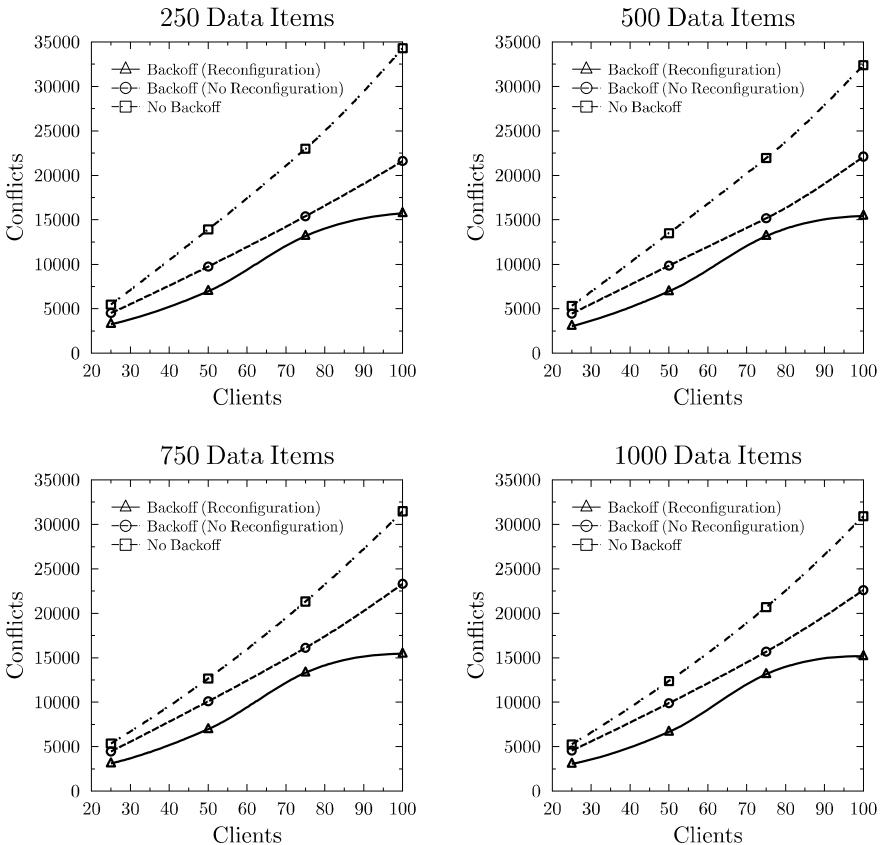 250 Data Items
35000
30000
25000
20000
15000
10000
5000
0
Conflicts
Backoff (Reconfiguration)
Backoff (No Reconfiguration)
No Backoff
20 30 40 50 60 70 80 90 100
Clients
500 Data Items
35000
30000
25000
20000
15000
10000
5000
0
Conflicts
Backoff (Reconfiguration)
Backoff (No Reconfiguration)
No Backoff
20 30 40 50 60 70 80 90 100
Clients
750 Data Items
35000
30000
25000
20000
15000
10000
5000
0
Conflicts
Backoff (Reconfiguration)
Backoff (No Reconfiguration)
No Backoff
20 30 40 50 60 70 80 90 100
Clients
1000 Data Items
35000
30000
25000
20000
15000
10000
5000
0
Conflicts
Backoff (Reconfiguration)
Backoff (No Reconfiguration)
No Backoff
20 30 40 50 60 70 80 90 100
Clients